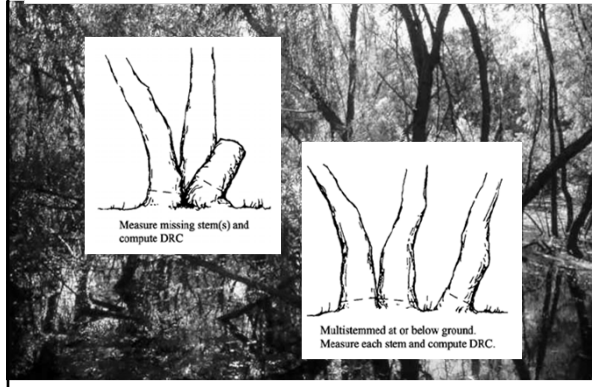 Measure missing stem(s) and
compute DRC
Multistemmed at or below ground.
Measure each stem and compute DRC.